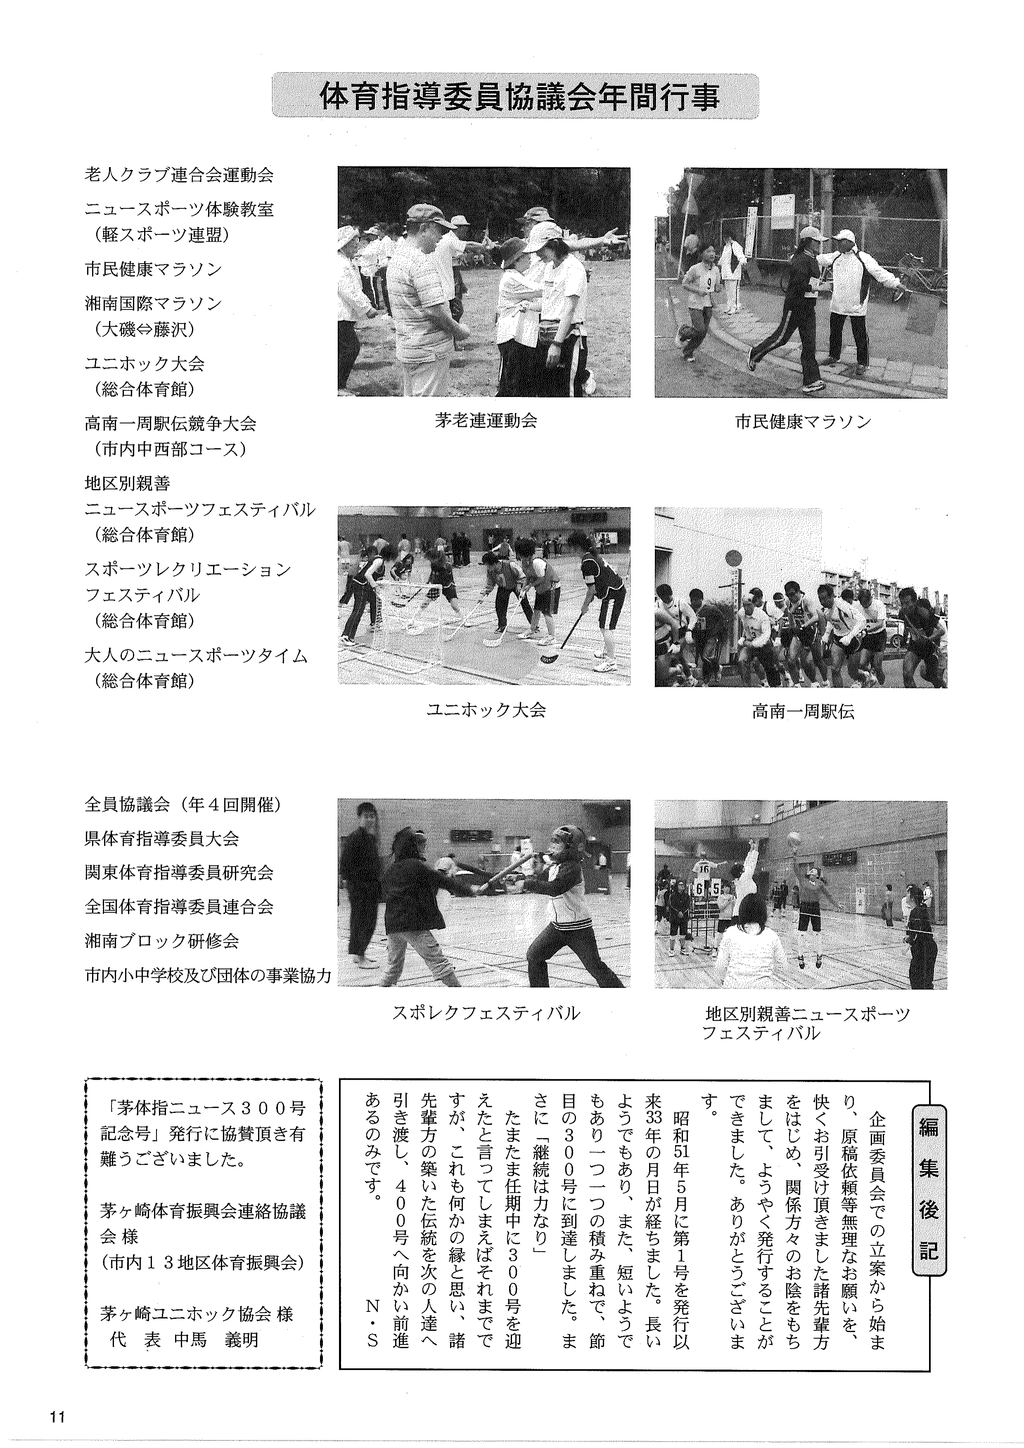 体育指導委員協議会年間行事
老人クラブ連合会運動会
ニュースポーツ体験教室
（軽スポーツ連盟）
市民健康マラソン
湘南国際マラソン
（大磯⇔藤沢）
ユニホック大会
（総合体育館）
高南一周駅伝競争大会
（市内中西部コース）
地区別親善
ニュースポーツフェスティバル
（総合体育館）
スポーツレクリエーション
フェスティバル
（総合体育館）
大人のニュースポーツタイム
（総合体育館）
茅老連運動会
市民健康マラソン
ユニホック大会
高南一周駅伝
全員協議会（年４回開催）
県体育指導委員大会
関東体育指導委員研究会
全国体育指導委員連合会
湘南ブロック研修会
市内小中学校及び団体の事業協力
スポレクフェスティバル
地区別親善ニュースポーツ
フェスティバル
編集後記
企画委員会での立案から始ま
り、原稿依頼等無理なお願いを、
快くお引受け頂きました諸先輩方
をはじめ、関係方々のお陰をもち
まして、ようやく発行することが
できました。ありがとうございま
す。
昭和51年５月に第１号を発行以
来33年の月日が経ちました。長い
ようでもあり、また、短いようで
もあり一つ一つの積み重ねで、節
目の３００号に到達しました。ま
さに「継続は力なり」
たまたま任期中に３００号を迎
えたと言ってしまえばそれまでで
すが、これも何かの縁と思い、諸
先輩方の築いた伝統を次の人達へ
引き渡し、４００号へ向かい前進
あるのみです。
Ｎ・Ｓ
「茅体指ニュース３００号
記念号」発行に協賛頂き有
難うございました。
茅ヶ崎体育振興会連絡協議
会 様
（市内１３地区体育振興会）
茅ヶ崎ユニホック協会 様
代　表 中馬　義明
11